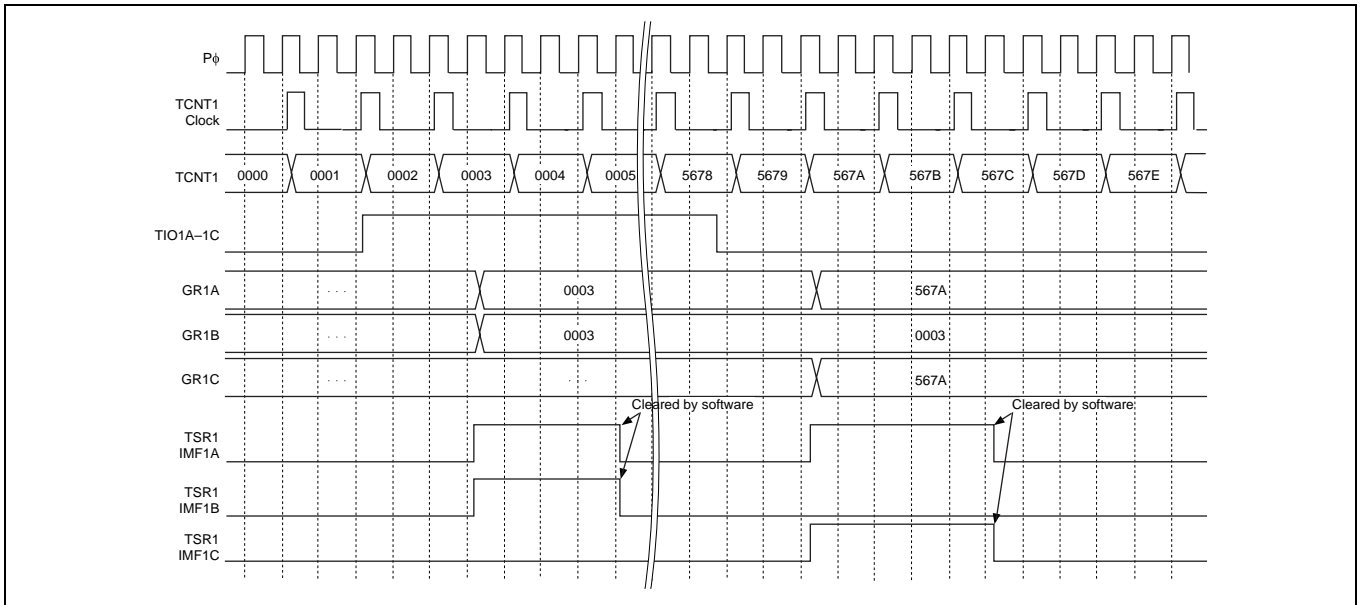 Pϕ
TCNT1
Clock
TCNT1 0000 0001 0002 0003 0004 0005 5678 5679 567A 567B 567C 567D 567E
TIO1A–1C
GR1A . . . 0003 567A
GR1B . . . 0003 0003
GR1C . . . . . . 567A
Cleared by software Cleared by software
TSR1
IMF1A
TSR1
IMF1B
TSR1
IMF1C